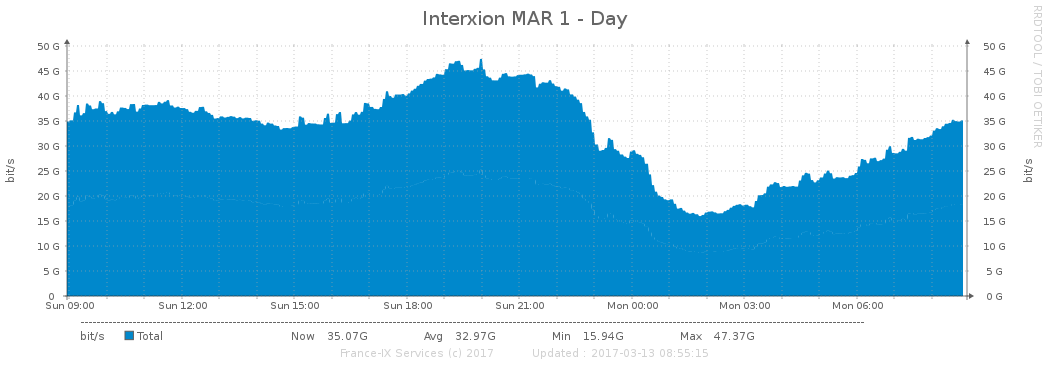 Interxion MAR 1 - Day
RRDTOOL / TOBI OETIKER
bit/s
bit/s
50 G 50 G
45 G 45 G
40 G 40 G
35 G 35 G
30 G 30 G
25 G 25 G
20 G 20 G
15 G 15 G
10 G 10 G
5 G 5 G
0 0 G
Sun 09:00 Sun 12:00 Sun 15:00 Sun 18:00 Sun 21:00 Mon 00:00 Mon 03:00 Mon 06:00
bit/s Total Now 35.07G Avg 32.97G Min 15.94G Max 47.37G
France-IX Services (c) 2017 Updated : 2017-03-13 08:55:15